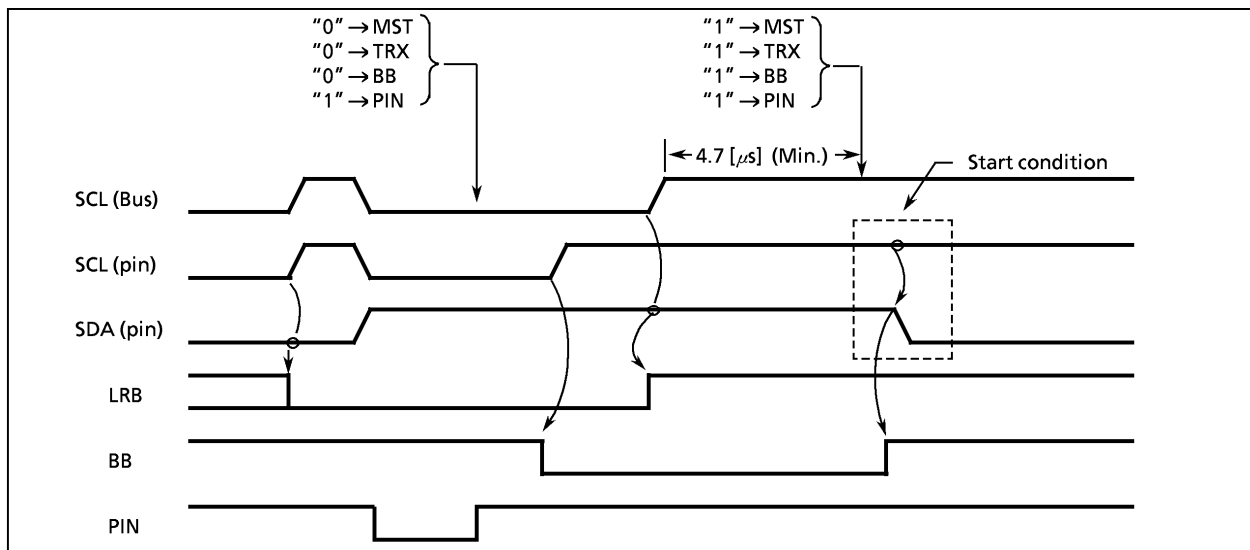 “0” → MST
“0” → TRX
“0” → BB
“1” → PIN
“1” → MST
“1” → TRX
“1” → BB
“1” → PIN
4.7 [μs] (Min.)
Start condition
SCL (Bus)
SCL (pin)
SDA (pin)
LRB
BB
PIN